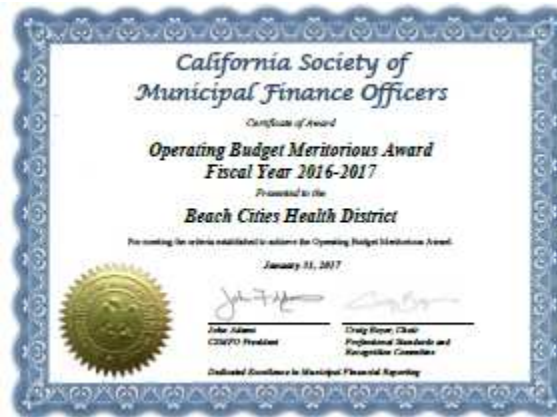 California Society of
Municipal Finance Officers
Certificate of Award
Operating Budget Meritorious Award
Fiscal Year 2016-2017
Presented to the
Beach Cities Health District
For meeting the criteria established to achieve the Operating Budget Meritorious Award.
January 31, 2017
John Adams
CSMFO President
Craig Boyer, Chair
Professional Standards and
Recognition Committee
Dedicated Excellence in Municipal Financial Reporting